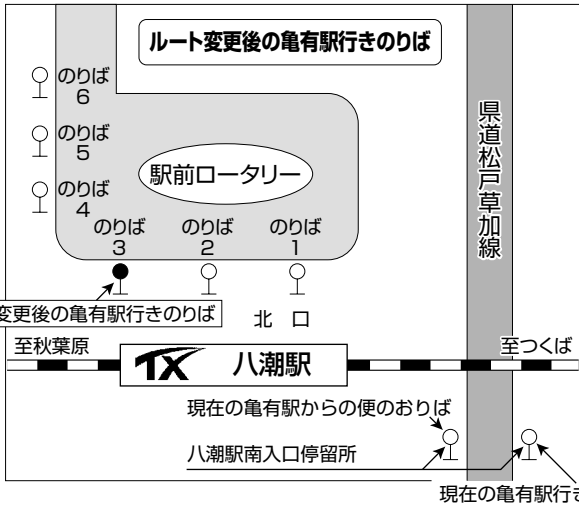 ルート変更後の亀有駅行きのりば
のりば
6
のりば
5
のりば
4
駅前ロータリー
のりば
3
のりば
2
のりば
1
県道松戸草加線
変更後の亀有駅行きのりば
北口
至秋葉原
TX 八潮駅
至つくば
現在の亀有駅からの便のおりば
八潮駅南入口停留所
現在の亀有駅行き